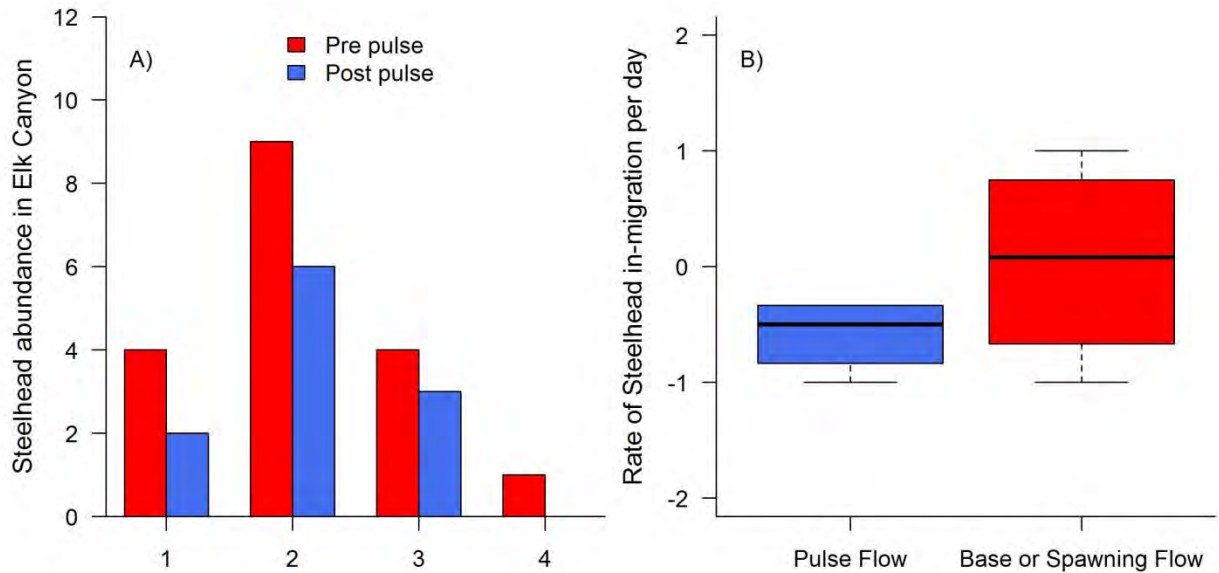 Steelhead abundance in Elk Canyon
12
10
8
6
4
2
0
A)
Pre pulse
Post pulse
1 2 3 4
Rate of Steelhead in-migration per day
2
1
0
-1
-2
B)
Pulse Flow Base or Spawning Flow